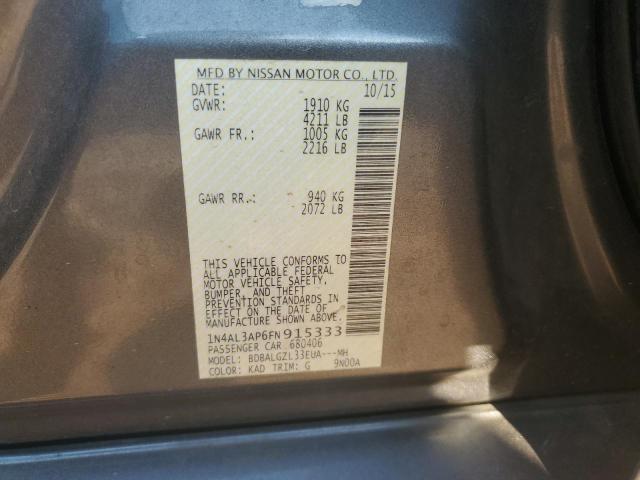 MFD BY NISSAN MOTOR CO., LTD.
DATE: 10/15
GVWR: 1910 KG
4211 LB
GAWR FR.: 1005 KG
2216 LB
GAWR RR.: 940 KG
2072 LB
THIS VEHICLE CONFORMS TO
ALL APPLICABLE FEDERAL
MOTOR VEHICLE SAFETY,
BUMPER, AND THEFT
PREVENTION STANDARDS IN
EFFECT ON THE DATE OF
MANUFACTURE SHOWN ABOVE.
1N4AL3AP6FN915333
PASSENGER CAR 680406
MODEL: BDBALGZL33EUA---MH
COLOR: KAD TRIM: G 9N00A